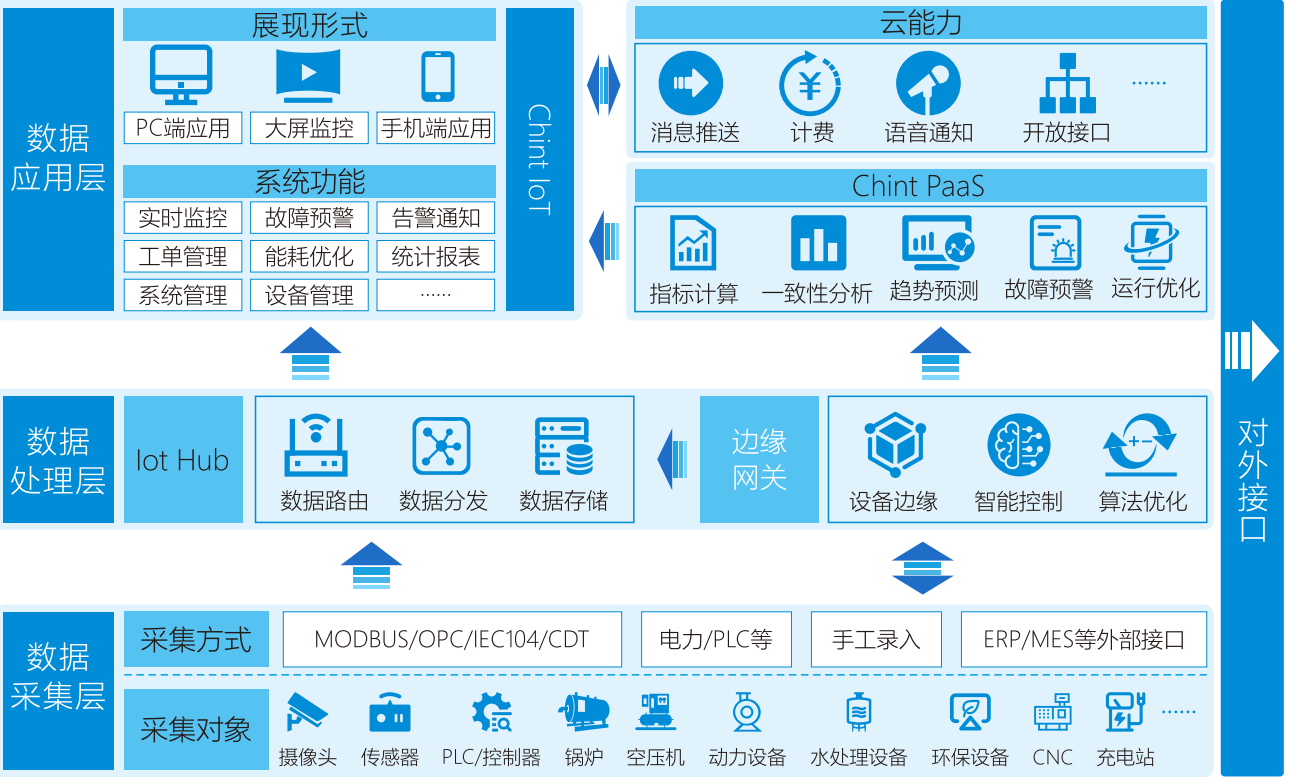 数据
应用层
展现形式
PC端应用
大屏监控
手机端应用
系统功能
实时监控
故障预警
告警通知
工单管理
能耗优化
统计报表
系统管理
设备管理
······
Chint IoT
云能力
消息推送
计费
语音通知
开放接口
······
Chint PaaS
指标计算
一致性分析
趋势预测
故障预警
运行优化
数据
处理层
Iot Hub
数据路由
数据分发
数据存储
边缘
网关
设备边缘
智能控制
算法优化
数据
采集层
采集方式
MODBUS/OPC/IEC104/CDT
电力/PLC等
手工录入
ERP/MES等外部接口
采集对象
摄像头
传感器
PLC/控制器
锅炉
空压机
动力设备
水处理设备
环保设备
CNC
充电站
······
对外接口